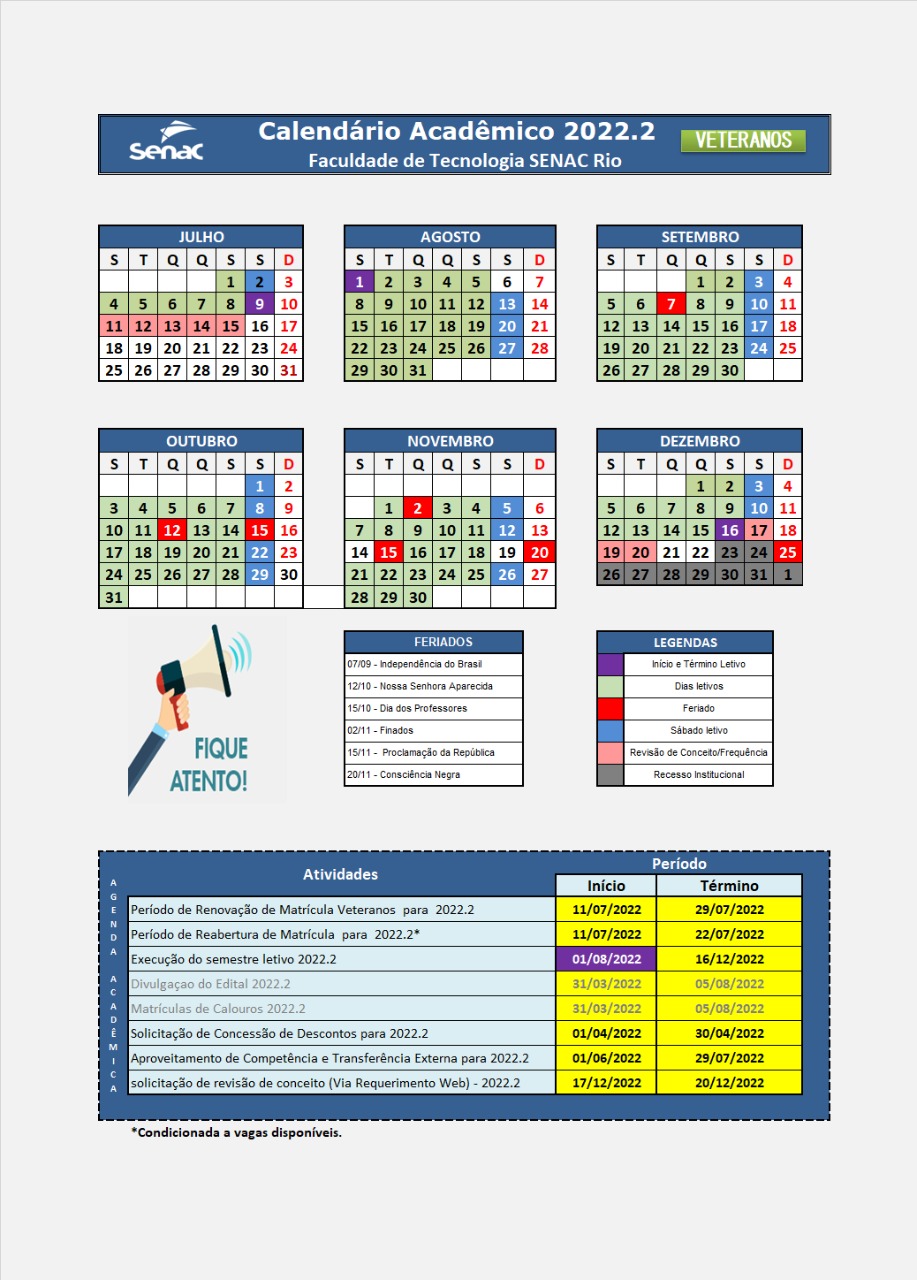 Senac
Calendário Acadêmico 2022.2
Faculdade de Tecnologia SENAC Rio
VETERANOS
JULHO
S T Q Q S S D
1 2 3
4 5 6 7 8 9 10
11 12 13 14 15 16 17
18 19 20 21 22 23 24
25 26 27 28 29 30 31
AGOSTO
S T Q Q S S D
1 2 3 4 5 6 7
8 9 10 11 12 13 14
15 16 17 18 19 20 21
22 23 24 25 26 27 28
29 30 31
SETEMBRO
S T Q Q S S D
1 2 3 4
5 6 7 8 9 10 11
12 13 14 15 16 17 18
19 20 21 22 23 24 25
26 27 28 29 30
OUTUBRO
S T Q Q S S D
1 2
3 4 5 6 7 8 9
10 11 12 13 14 15 16
17 18 19 20 21 22 23
24 25 26 27 28 29 30
31
NOVEMBRO
S T Q Q S S D
1 2 3 4 5 6
7 8 9 10 11 12 13
14 15 16 17 18 19 20
21 22 23 24 25 26 27
28 29 30
DEZEMBRO
S T Q Q S S D
1 2 3 4
5 6 7 8 9 10 11
12 13 14 15 16 17 18
19 20 21 22 23 24 25
26 27 28 29 30 31 1
FIQUE
ATENTO!
FERIADOS
07/09 - Independência do Brasil
12/10 - Nossa Senhora Aparecida
15/10 - Dia dos Professores
02/11 - Finados
15/11 - Proclamação da República
20/11 - Consciência Negra
LEGENDAS
Início e Término Letivo
Dias letivos
Feriado
Sábado letivo
Revisão de Conceito/Frequência
Recesso Institucional
AGENDA ACADÊMICA
Atividades
Período
Início Término
Período de Renovação de Matrícula Veteranos para 2022.2 11/07/2022 29/07/2022
Período de Reabertura de Matrícula para 2022.2* 11/07/2022 22/07/2022
Execução do semestre letivo 2022.2 01/08/2022 16/12/2022
Divulgaçao do Edital 2022.2 31/03/2022 05/08/2022
Matrículas de Calouros 2022.2 31/03/2022 05/08/2022
Solicitação de Concessão de Descontos para 2022.2 01/04/2022 30/04/2022
Aproveitamento de Competência e Transferência Externa para 2022.2 01/06/2022 29/07/2022
solicitação de revisão de conceito (Via Requerimento Web) - 2022.2 17/12/2022 20/12/2022
*Condicionada a vagas disponíveis.